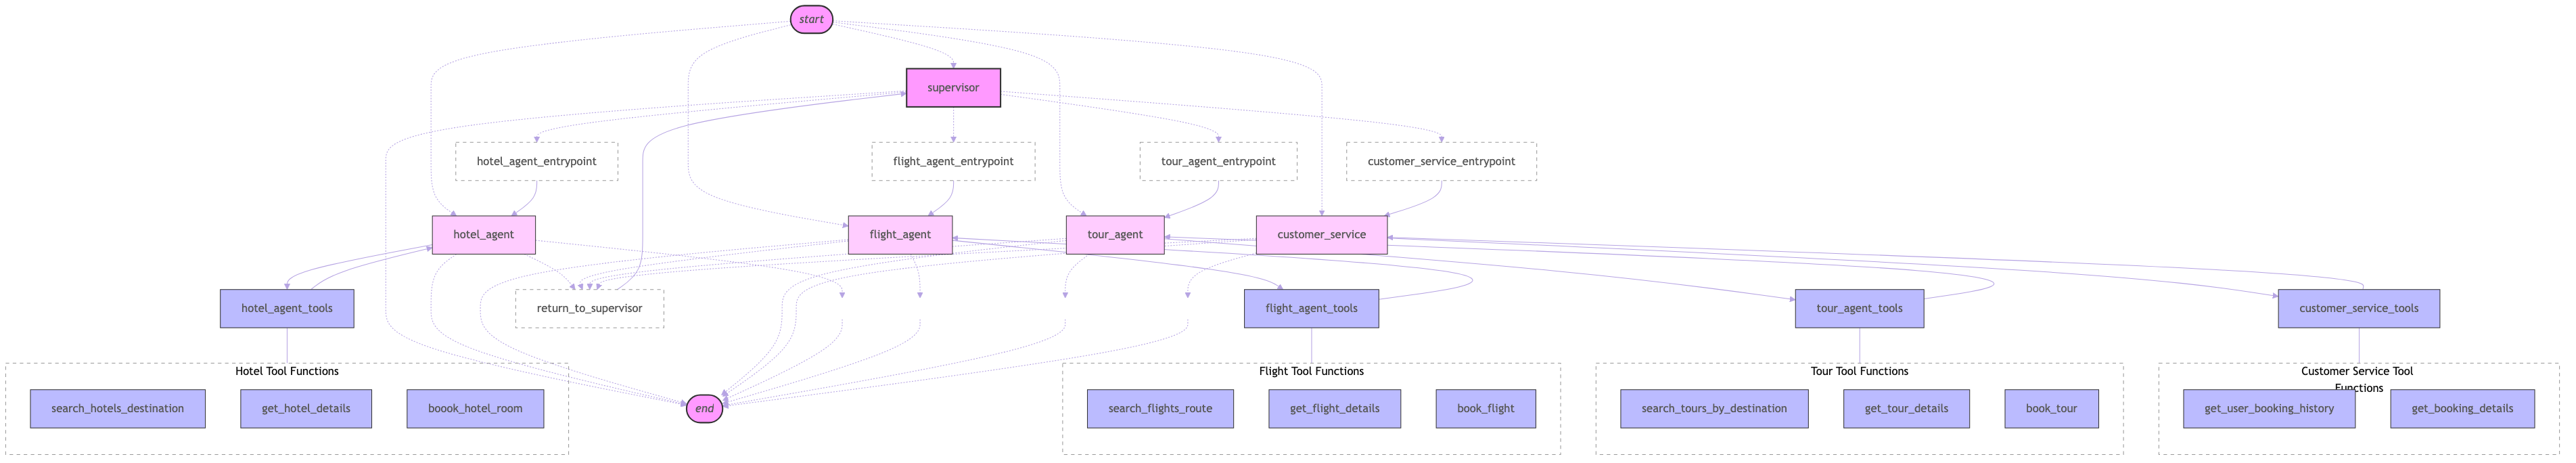 start
supervisor
hotel_agent_entrypoint
flight_agent_entrypoint
tour_agent_entrypoint
customer_service_entrypoint
hotel_agent
flight_agent
tour_agent
customer_service
hotel_agent_tools
return_to_supervisor
flight_agent_tools
tour_agent_tools
customer_service_tools
Hotel Tool Functions
search_hotels_destination
get_hotel_details
boook_hotel_room
end
Flight Tool Functions
search_flights_route
get_flight_details
book_flight
Tour Tool Functions
search_tours_by_destination
get_tour_details
book_tour
Customer Service Tool
Functions
get_user_booking_history
get_booking_details